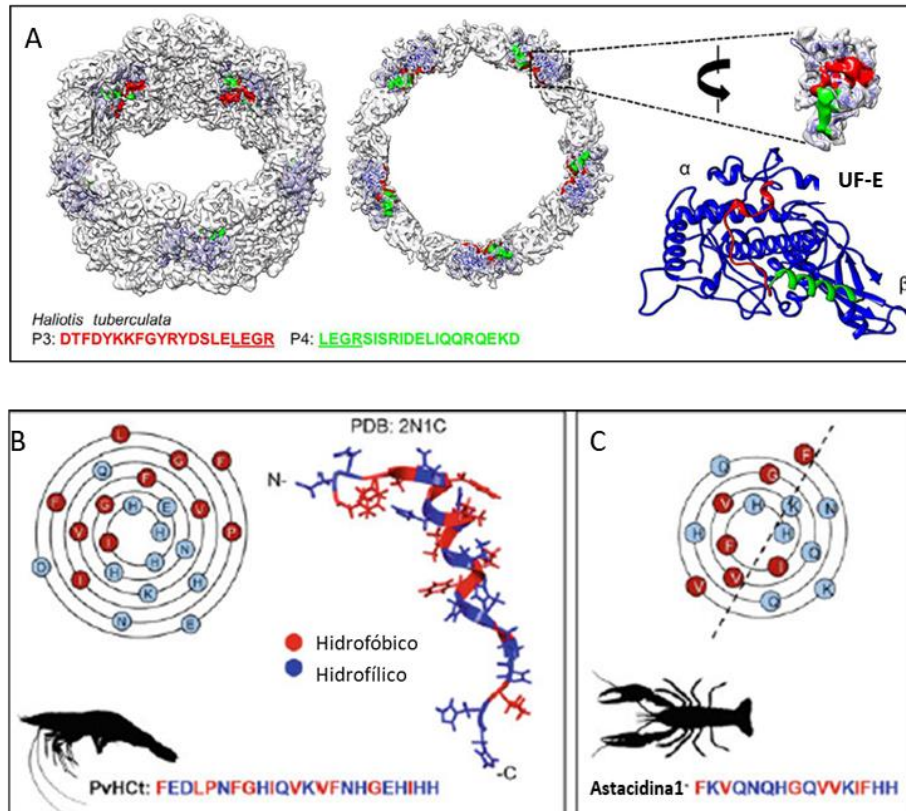 A
α
UF-E
β
Haliotis tuberculata
P3: DTFDYKKFGYRYDSLELEGR P4: LEGRSISRIDELIQQRQEKD
B
PDB: 2N1C
N-
L
G
F
Q
F
F
G
H
E
V
V
I
H
P
H
N
D
H
K
H
I
N
E
Hidrofóbico
Hidrofílico
-C
PvHCt: FEDLPNFGHIQVKVFNHGEHIHH
C
F
Q
G
V
H
K
N
H
F
H
Q
V
V
I
Q
K
Astacidina1- FKVQNQHGQVVKIFHH